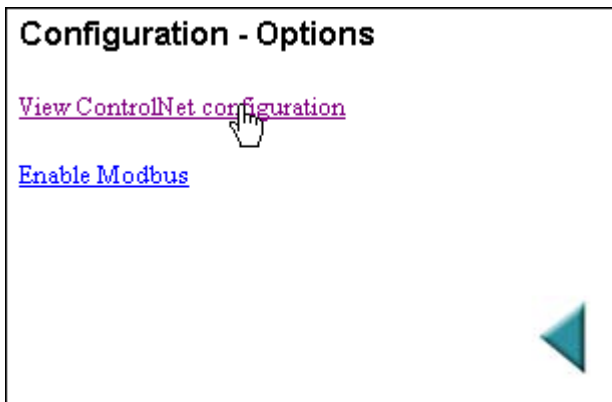 Configuration - Options
View ControlNet configuration
Enable Modbus